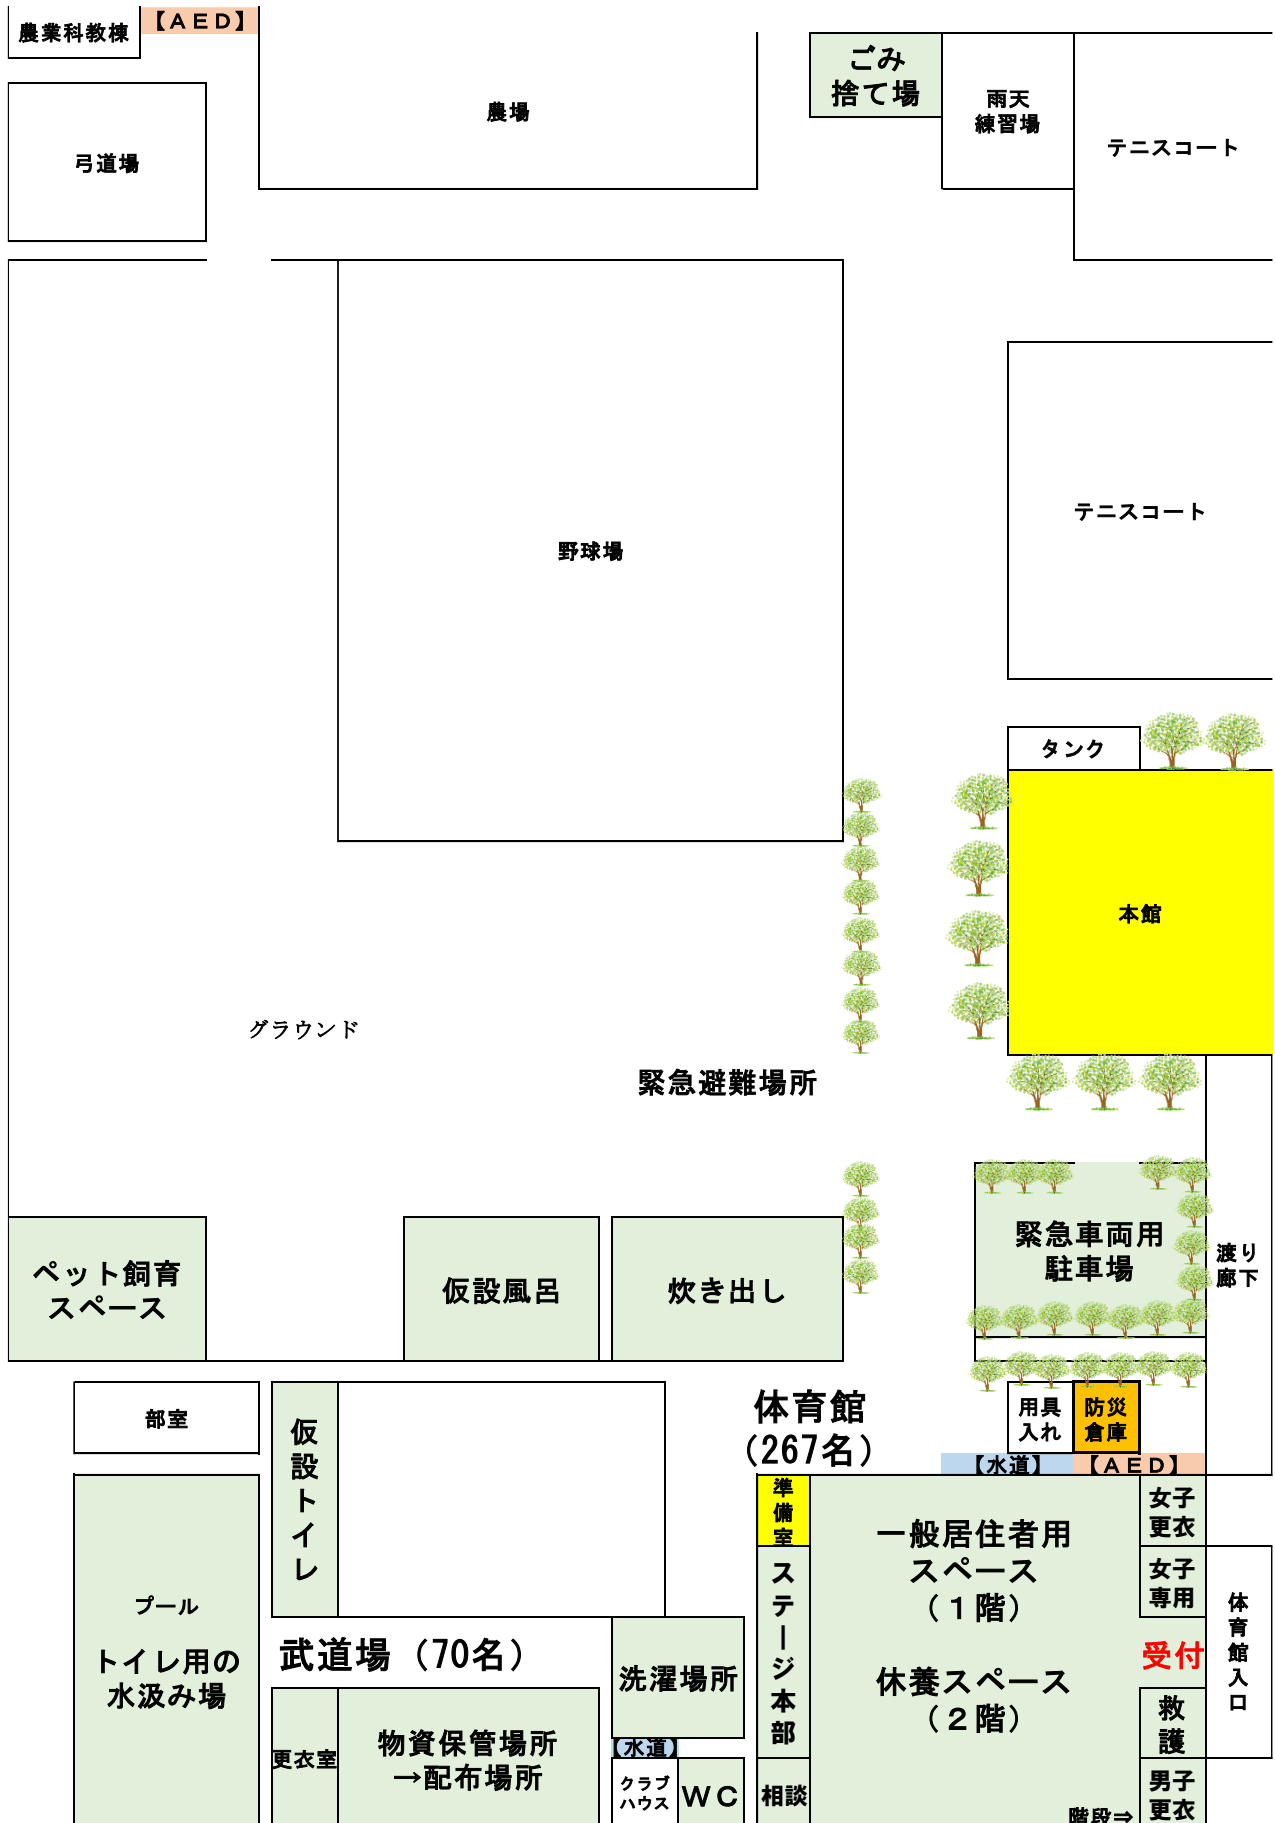 農業科教棟
【ＡＥＤ】
農場
ごみ
捨て場
雨天
練習場
テニスコート
弓道場
テニスコート
野球場
タンク
本館
グラウンド
緊急避難場所
ペット飼育
スペース
仮設風呂
炊き出し
緊急車両用
駐車場
渡り
廊下
部室
仮設トイレ
体育館
（267名）
用具
入れ
防災
倉庫
【水道】
【ＡＥＤ】
準備室
一般居住者用
スペース
（１階）
休養スペース
（２階）
女子
更衣
女子
専用
受付
体育館入口
救護
男子
更衣
階段⇒
ステージ本部
相談
プール
トイレ用の
水汲み場
武道場（70名）
洗濯場所
【水道】
更衣室
物資保管場所
→配布場所
クラブ
ハウス
ＷＣ